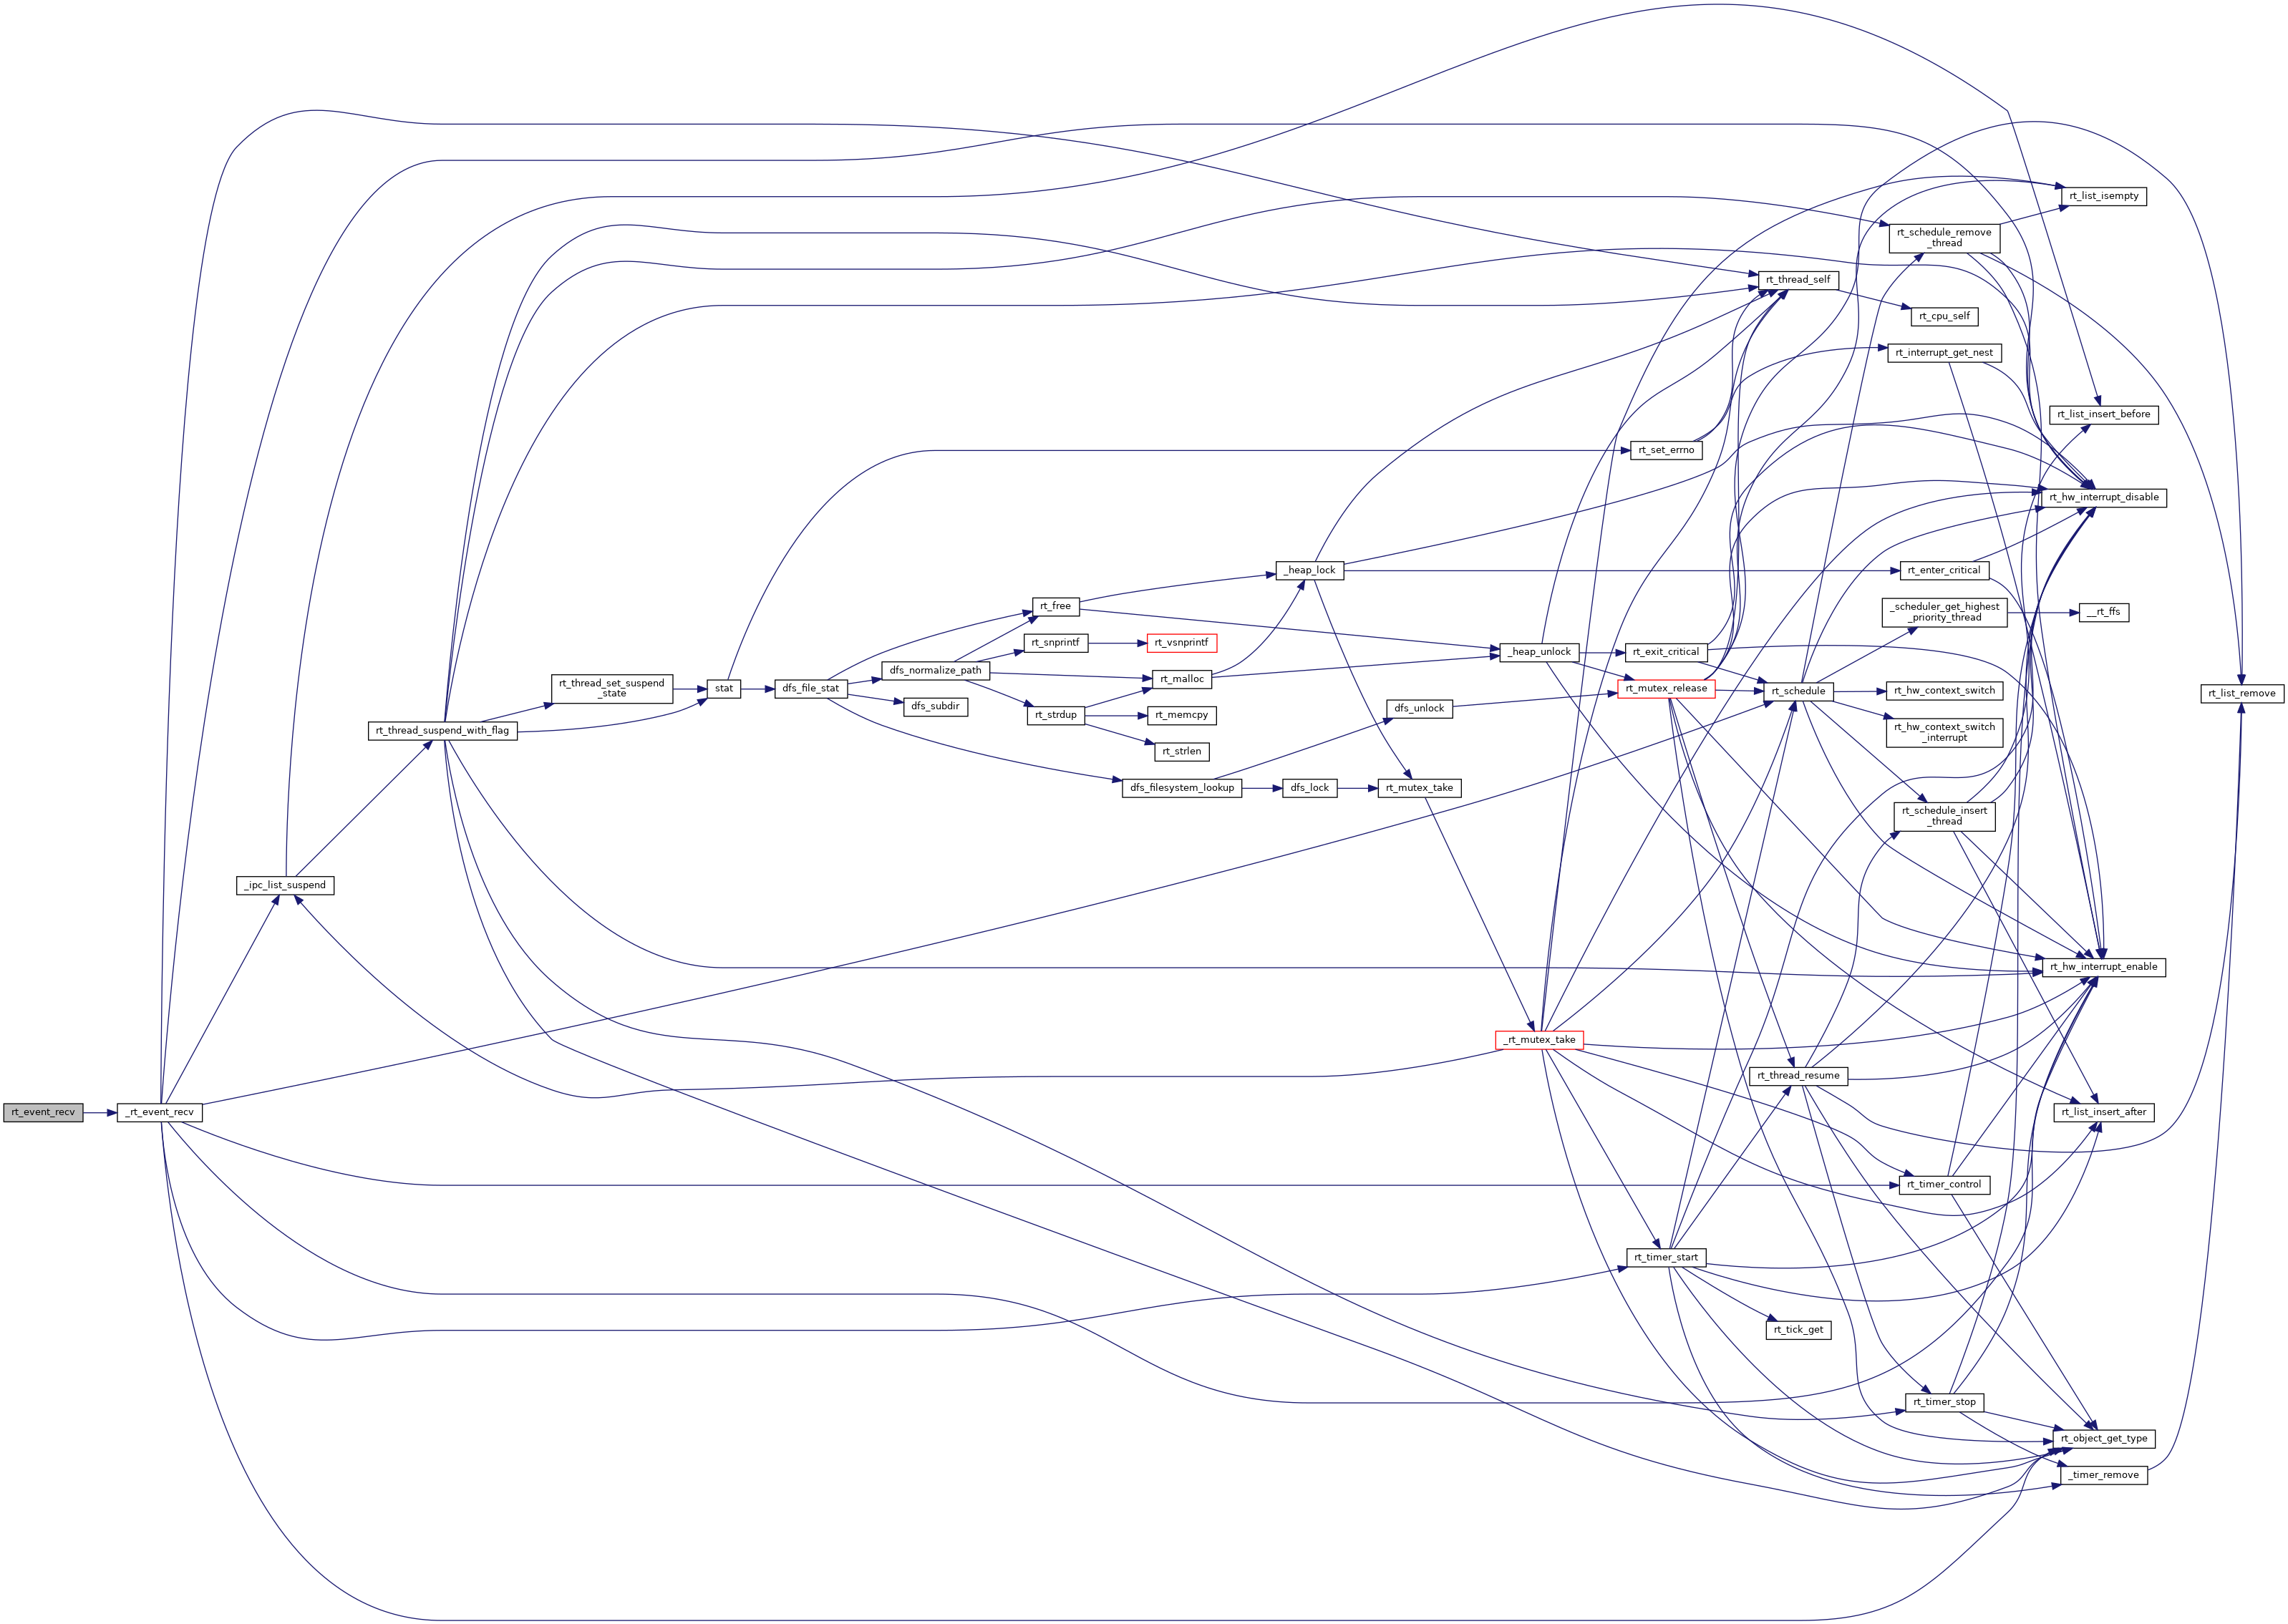 rt_event_recv
_rt_event_recv
_ipc_list_suspend
rt_thread_suspend_with_flag
rt_thread_set_suspend
_state
stat
dfs_file_stat
dfs_normalize_path
dfs_subdir
rt_free
rt_snprintf
rt_vsnprintf
rt_malloc
rt_strdup
rt_memcpy
rt_strlen
dfs_filesystem_lookup
dfs_lock
dfs_unlock
_heap_lock
rt_mutex_take
_heap_unlock
_rt_mutex_take
rt_set_errno
rt_exit_critical
rt_mutex_release
rt_timer_start
rt_thread_self
rt_schedule
rt_thread_resume
rt_tick_get
rt_schedule_remove
_thread
rt_cpu_self
rt_interrupt_get_nest
rt_enter_critical
_scheduler_get_highest
_priority_thread
rt_hw_context_switch
rt_hw_context_switch
_interrupt
rt_schedule_insert
_thread
rt_timer_control
rt_timer_stop
rt_list_isempty
rt_list_insert_before
rt_hw_interrupt_disable
__rt_ffs
rt_hw_interrupt_enable
rt_list_insert_after
rt_object_get_type
_timer_remove
rt_list_remove